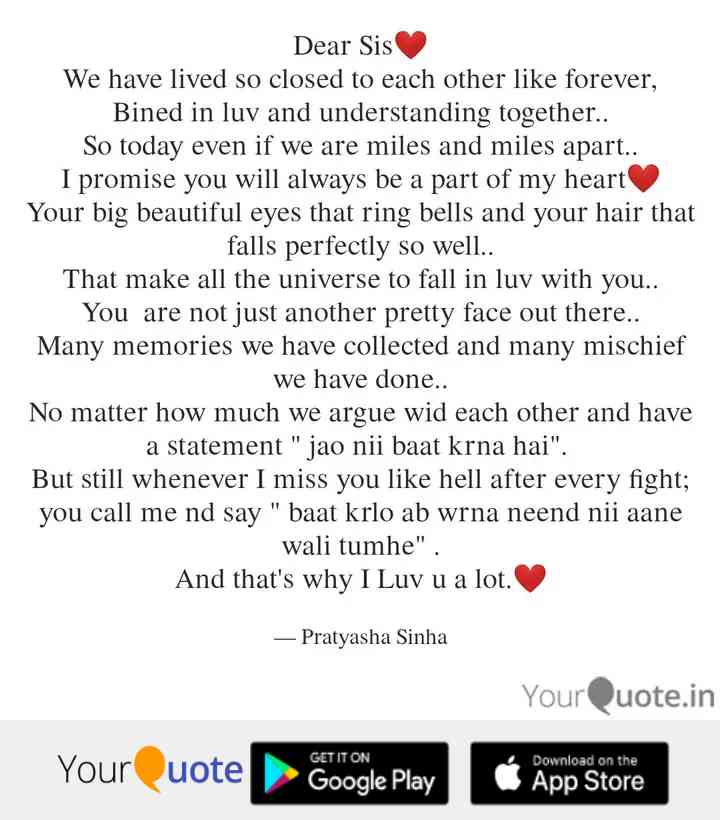 Dear Sis❤️
We have lived so closed to each other like forever,
Bined in luv and understanding together..
So today even if we are miles and miles apart..
I promise you will always be a part of my heart❤️
Your big beautiful eyes that ring bells and your hair that
falls perfectly so well..
That make all the universe to fall in luv with you..
You  are not just another pretty face out there..
Many memories we have collected and many mischief
we have done..
No matter how much we argue wid each other and have
a statement " jao nii baat krna hai".
But still whenever I miss you like hell after every fight;
you call me nd say " baat krlo ab wrna neend nii aane
wali tumhe" .
And that's why I Luv u a lot.❤️
— Pratyasha Sinha
YourQuote.in
YourQuote
GET IT ON
Google Play
Download on the
App Store